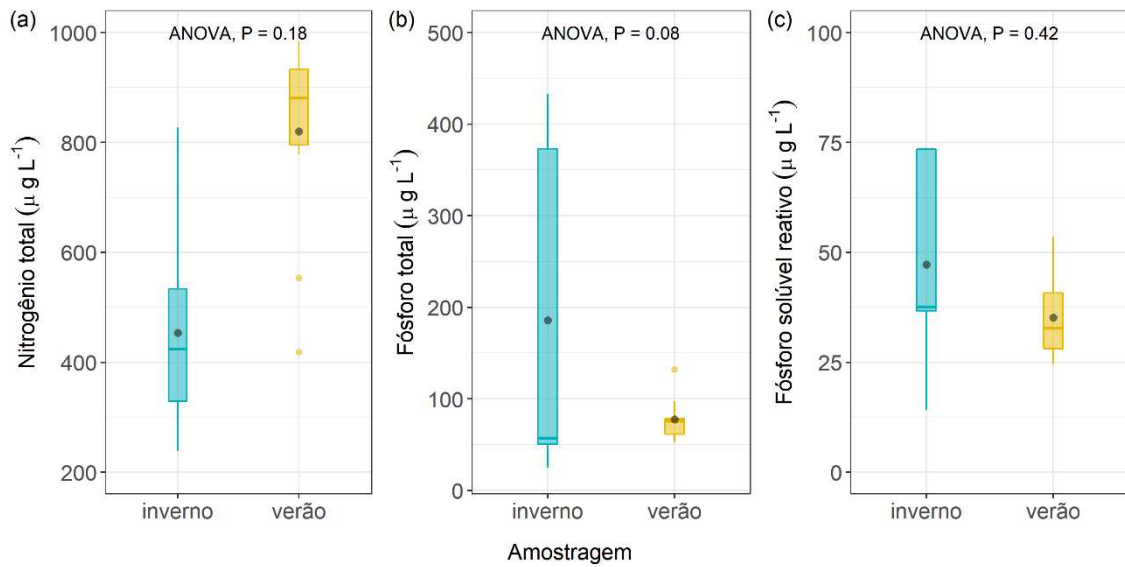 (a)
ANOVA, P = 0.18
Nitrogênio total (μ g L⁻¹)
1000
800
600
400
200
inverno
verão
(b)
ANOVA, P = 0.08
Fósforo total (μ g L⁻¹)
500
400
300
200
100
0
inverno
verão
(c)
ANOVA, P = 0.42
Fósforo solúvel reativo (μ g L⁻¹)
100
75
50
25
0
inverno
verão
Amostragem